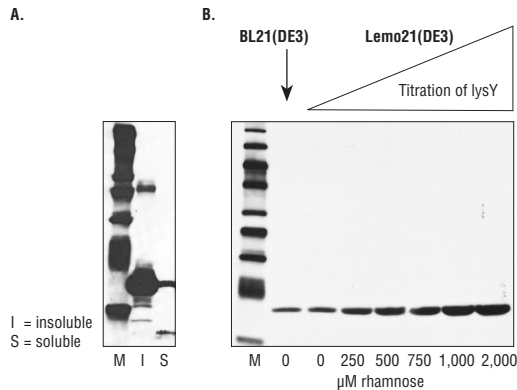 A.
B.
BL21(DE3)
Lemo21(DE3)
Titration of lysY
I = insoluble
S = soluble
M I S
M 0 0 250 500 750 1,000 2,000
µM rhamnose